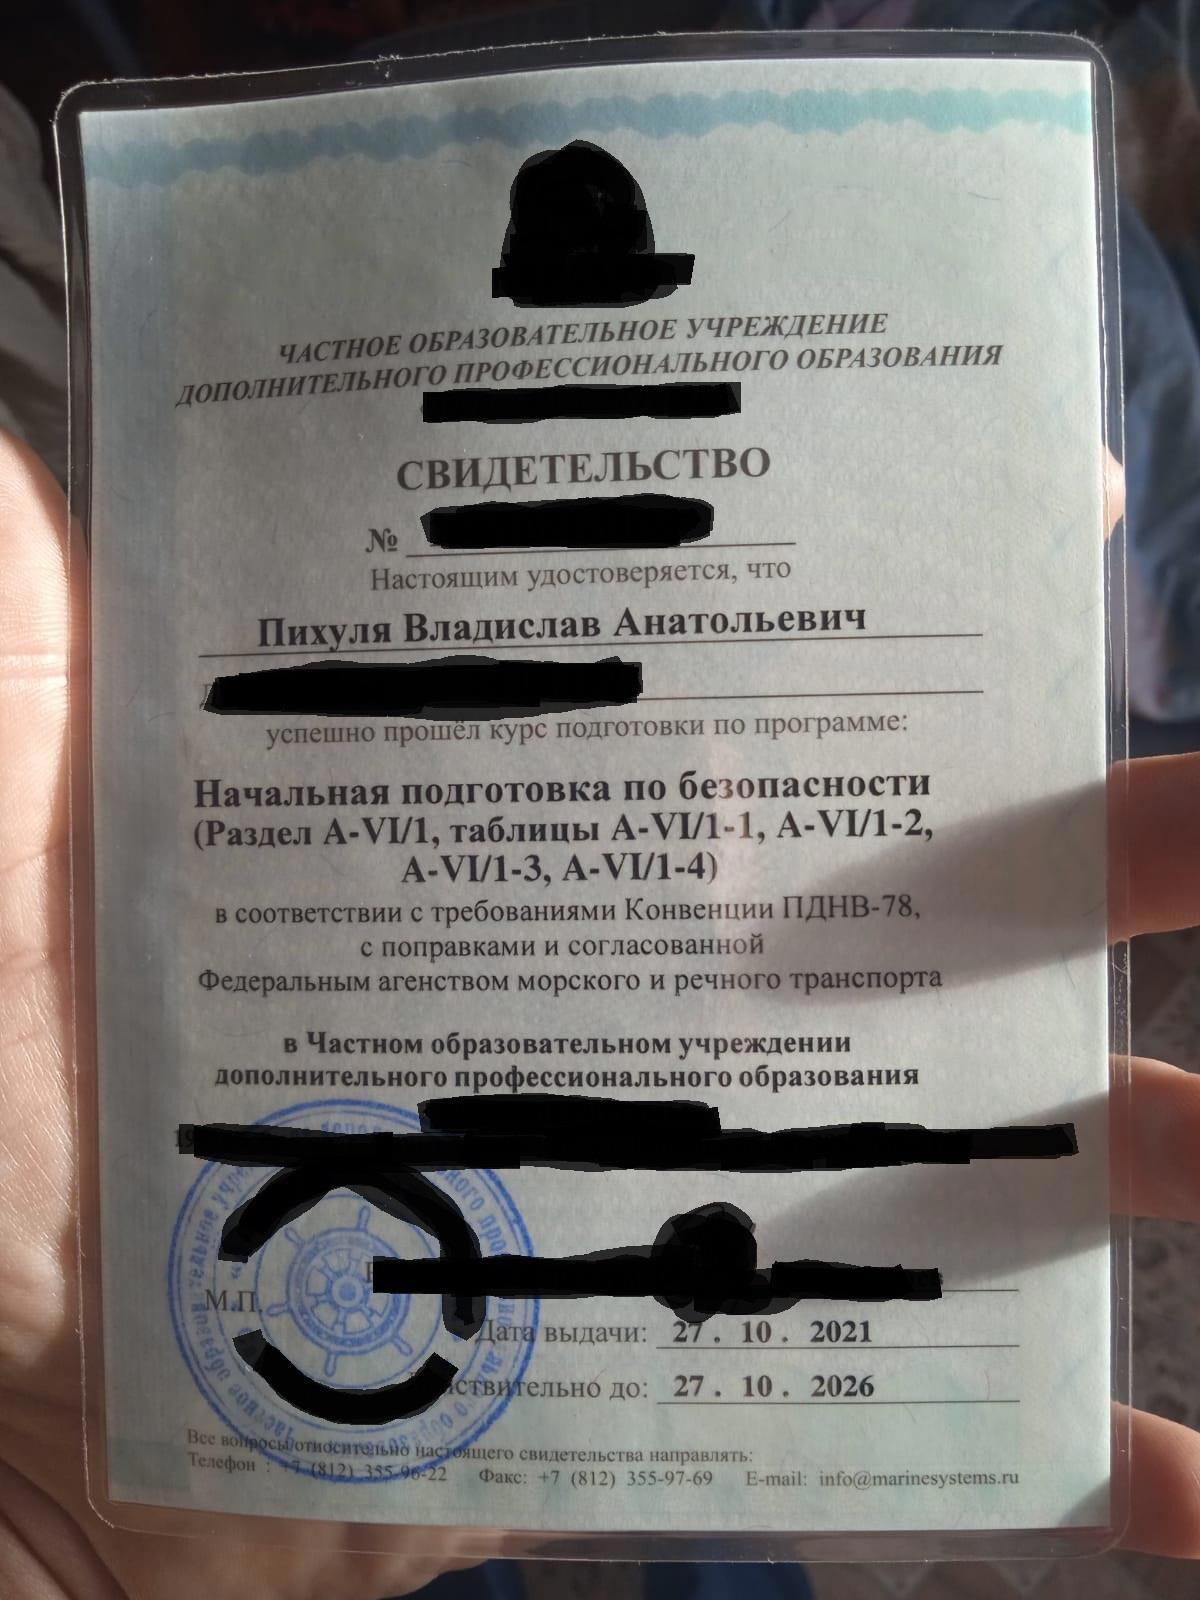 ЧАСТНОЕ ОБРАЗОВАТЕЛЬНОЕ УЧРЕЖДЕНИЕ
ДОПОЛНИТЕЛЬНОГО ПРОФЕССИОНАЛЬНОГО ОБРАЗОВАНИЯ
СВИДЕТЕЛЬСТВО
№
Настоящим удостоверяется, что
Пихуля Владислав Анатольевич
успешно прошёл курс подготовки по программе:
Начальная подготовка по безопасности
(Раздел A-VI/1, таблицы A-VI/1-1, A-VI/1-2,
A-VI/1-3, A-VI/1-4)
в соответствии с требованиями Конвенции ПДНВ-78,
с поправками и согласованной
Федеральным агенством морского и речного транспорта
в Частном образовательном учреждении
дополнительного профессионального образования
М.П.
Дата выдачи: 27 . 10 . 2021
до: 27 . 10 . 2026
Все вопросы относительно настоящего свидетельства направлять:
Телефон : +7 (812) 355-96-22 Факс: +7 (812) 355-97-69 E-mail: info@marinesystems.ru